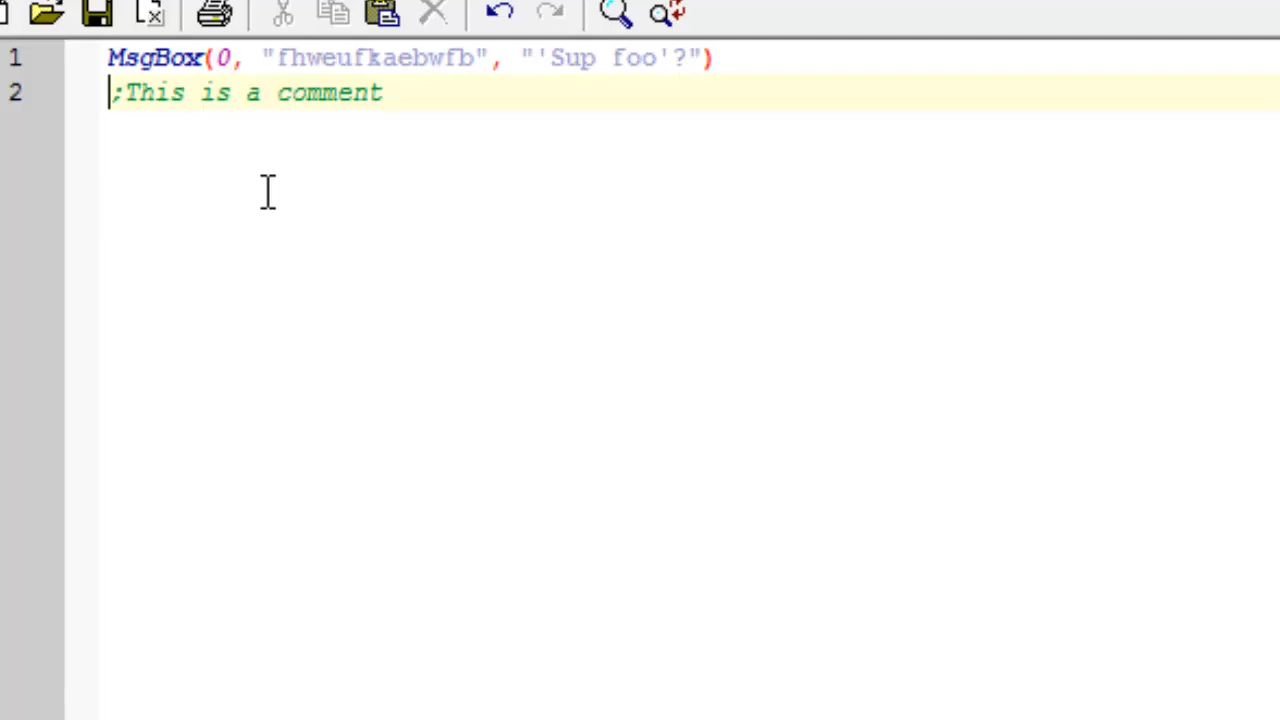 1 MsgBox(0, "fhweufkaebwfb", "'Sup foo'?")
2 ;This is a comment